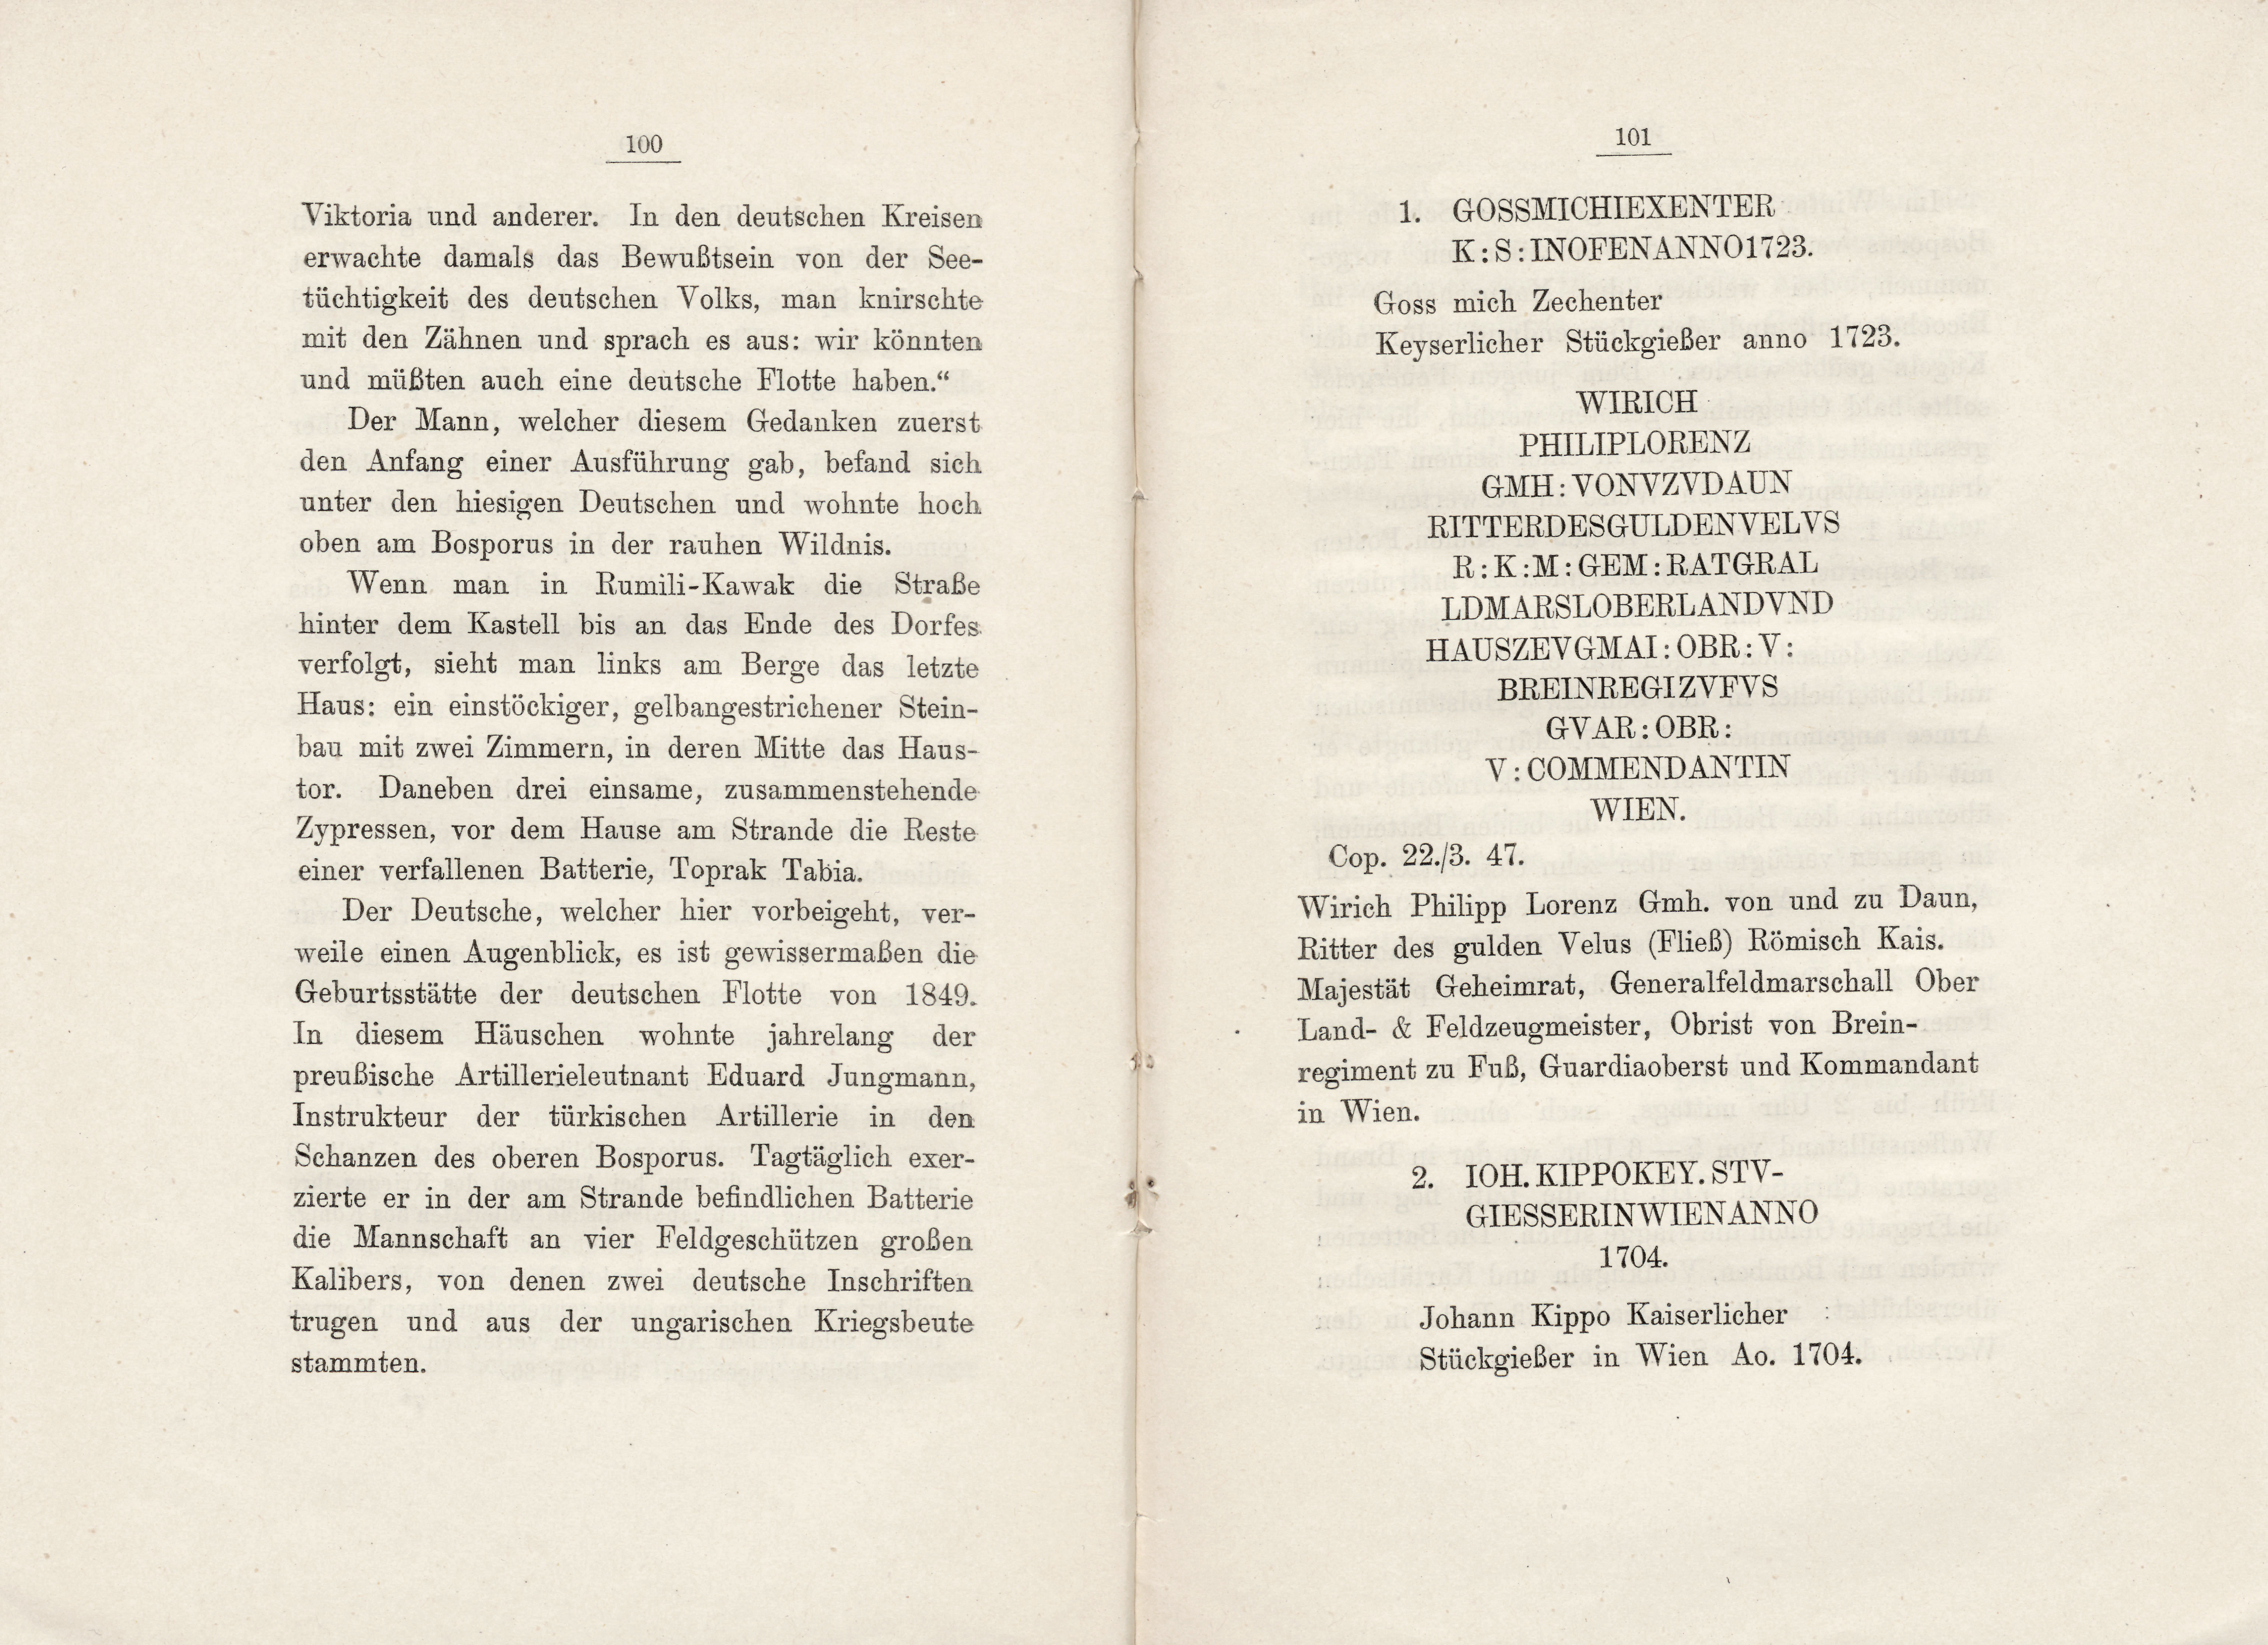 100
Viktoria und anderer. In den deutschen Kreisen
erwachte damals das Bewußtsein von der See-
tüchtigkeit des deutschen Volks, man knirschte
mit den Zähnen und sprach es aus: wir könnten
und müßten auch eine deutsche Flotte haben.“
Der Mann, welcher diesem Gedanken zuerst
den Anfang einer Ausführung gab, befand sich
unter den hiesigen Deutschen und wohnte hoch
oben am Bosporus in der rauhen Wildnis.
Wenn man in Rumili-Kawak die Straße
hinter dem Kastell bis an das Ende des Dorfes
verfolgt, sieht man links am Berge das letzte
Haus: ein einstöckiger, gelbangestrichener Stein-
bau mit zwei Zimmern, in deren Mitte das Haus-
tor. Daneben drei einsame, zusammenstehende
Zypressen, vor dem Hause am Strande die Reste
einer verfallenen Batterie, Toprak Tabia.
Der Deutsche, welcher hier vorbeigeht, ver-
weile einen Augenblick, es ist gewissermaßen die
Geburtsstätte der deutschen Flotte von 1849.
In diesem Häuschen wohnte jahrelang der
preußische Artillerieleutnant Eduard Jungmann,
Instrukteur der türkischen Artillerie in den
Schanzen des oberen Bosporus. Tagtäglich exer-
zierte er in der am Strande befindlichen Batterie
die Mannschaft an vier Feldgeschützen großen
Kalibers, von denen zwei deutsche Inschriften
trugen und aus der ungarischen Kriegsbeute
stammten.
101
1. GOSSMICHIEXENTER
K:S:INOFENANNO1723.
Goss mich Zechenter
Keyserlicher Stückgießer anno 1723.
WIRICH
PHILIPLORENZ
GMH:VONVZVDAUN
RITTERDESGULDENVELVS
R:K:M:GEM:RATGRAL
LDMARSLOBERLANDVND
HAUSZEVGMAI:OBR:V:
BREINREGIZVFVS
GVAR:OBR:
V:COMMENDANTIN
WIEN.
Cop. 22./3. 47.
Wirich Philipp Lorenz Gmh. von und zu Daun,
Ritter des gulden Velus (Fließ) Römisch Kais.
Majestät Geheimrat, Generalfeldmarschall Ober
Land- & Feldzeugmeister, Obrist von Brein-
regiment zu Fuß, Guardiaoberst und Kommandant
in Wien.
2. IOH.KIPPOKEY.STV-
GIESSERINWIENANNO
1704.
Johann Kippo Kaiserlicher
Stückgießer in Wien Ao. 1704.